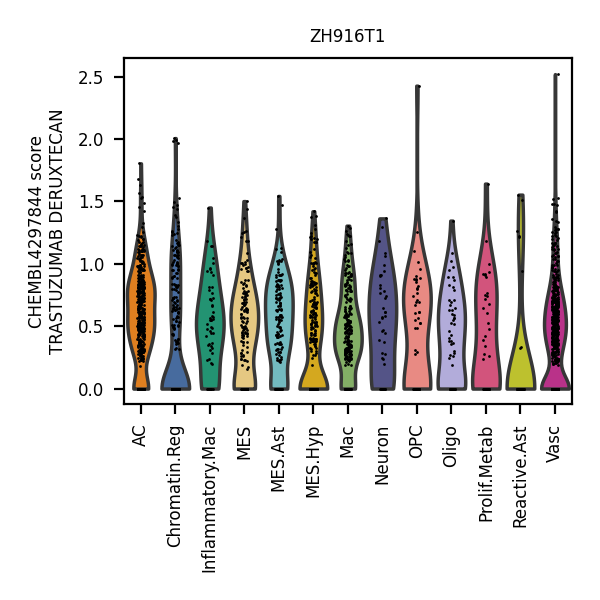 ZH916T1
CHEMBL4297844 score
TRASTUZUMAB DERUXTECAN
2.5
2.0
1.5
1.0
0.5
0.0
AC
Chromatin.Reg
Inflammatory.Mac
MES
MES.Ast
MES.Hyp
Mac
Neuron
OPC
Oligo
Prolif.Metab
Reactive.Ast
Vasc